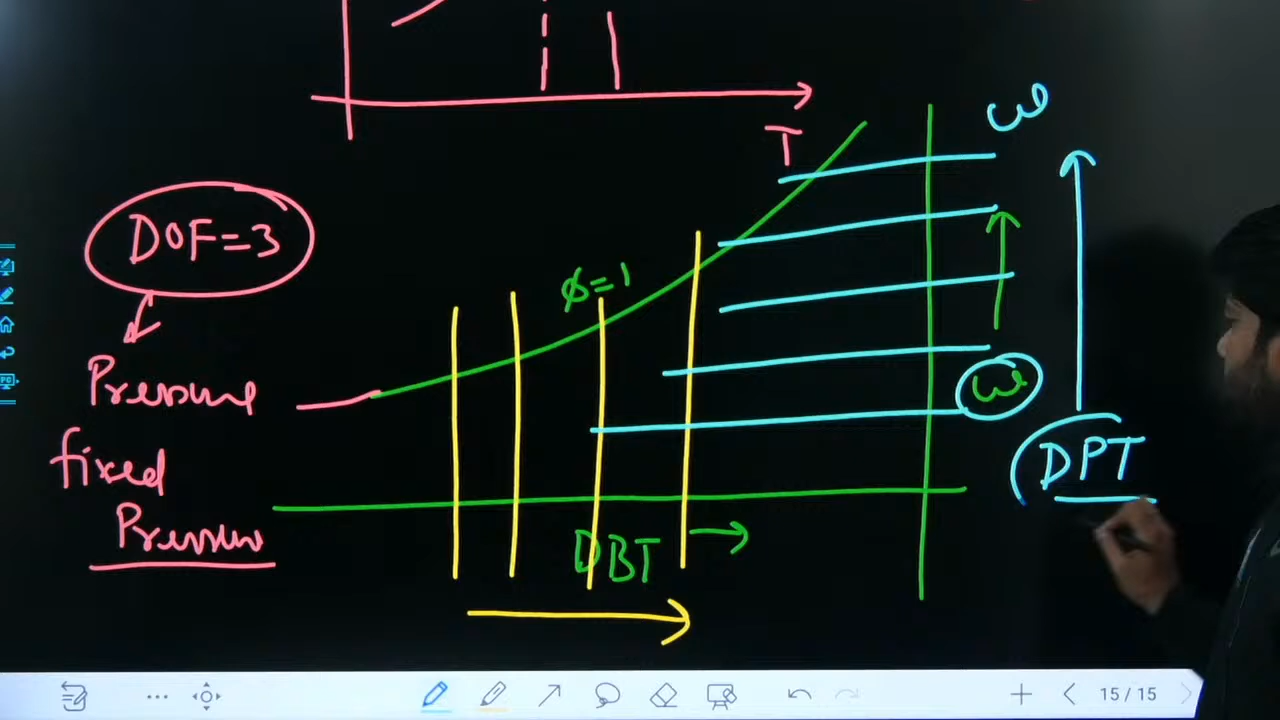 T
ω
DOF=3
ϕ=1
Pressure
ω
fixed
DPT
Pressure
DBT
15/15